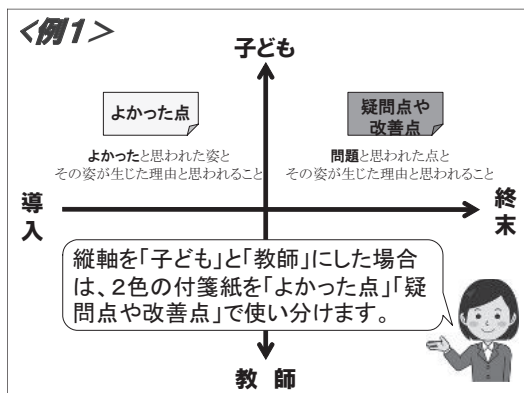 <例1>
子ども
よかった点
疑問点や
改善点
よかったと思われた姿と
その姿が生じた理由と思われること
問題と思われた点と
その姿が生じた理由と思われること
導入
終末
縦軸を「子ども」と「教師」にした場合
は、2色の付箋紙を「よかった点」「疑
問点や改善点」で使い分けます。
教 師